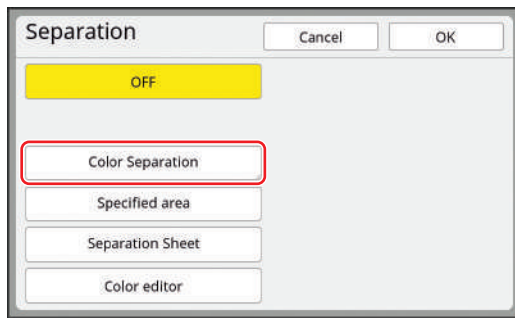 Separation
Cancel
OK
OFF
Color Separation
Specified area
Separation Sheet
Color editor